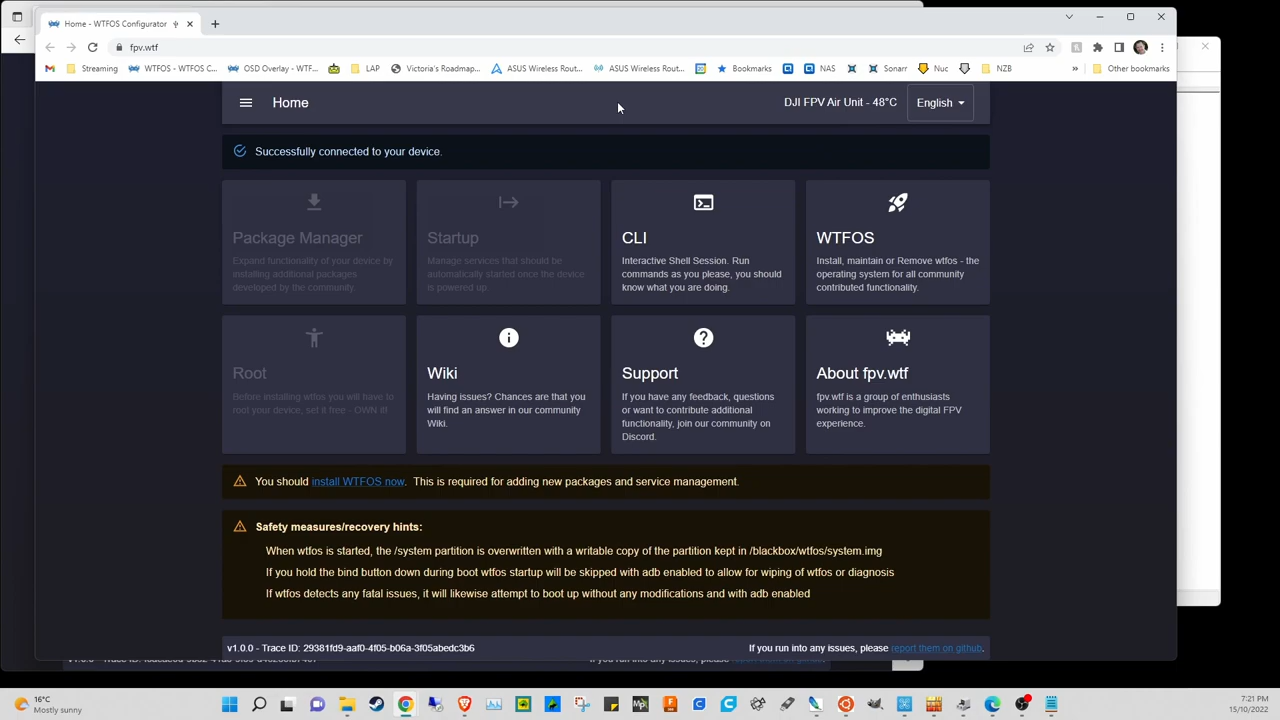 Home - WTFOS Configurator
fpv.wtf
Streaming
WTFOS - WTFOS C...
OSD Overlay - WTF...
LAP
Victoria's Roadmap...
ASUS Wireless Rout...
ASUS Wireless Rout...
Bookmarks
NAS
Sonarr
Nuc
NZB
»
Other bookmarks
Home
DJI FPV Air Unit - 48°C
English
Successfully connected to your device.
Package Manager
Expand functionality of your device by
installing additional packages
developed by the community.
Startup
Manage services that should be
automatically started once the device
is powered up
CLI
Interactive Shell Session. Run
commands as you please, you should
know what you are doing.
WTFOS
Install, maintain or Remove wtfos - the
operating system for all community
contributed functionality.
Root
Before installing wtfos you will have to
root your device, set it free - OWN it!
Wiki
Having issues? Chances are that you
will find an answer in our community
Wiki.
Support
If you have any feedback, questions
or want to contribute additional
functionality, join our community on
Discord.
About fpv.wtf
fpv.wtf is a group of enthusiasts
working to improve the digital FPV
experience.
You should install WTFOS now. This is required for adding new packages and service management.
Safety measures/recovery hints:
When wtfos is started, the /system partition is overwritten with a writable copy of the partition kept in /blackbox/wtfos/system.img
If you hold the bind button down during boot wtfos startup will be skipped with adb enabled to allow for wiping of wtfos or diagnosis
If wtfos detects any fatal issues, it will likewise attempt to boot up without any modifications and with adb enabled
v1.0.0 - Trace ID: 29381fd9-aaf0-4f05-b06a-3f05abedc3b6
If you run into any issues, please report them on github.
16°C
Mostly sunny
7:21 PM
15/10/2022